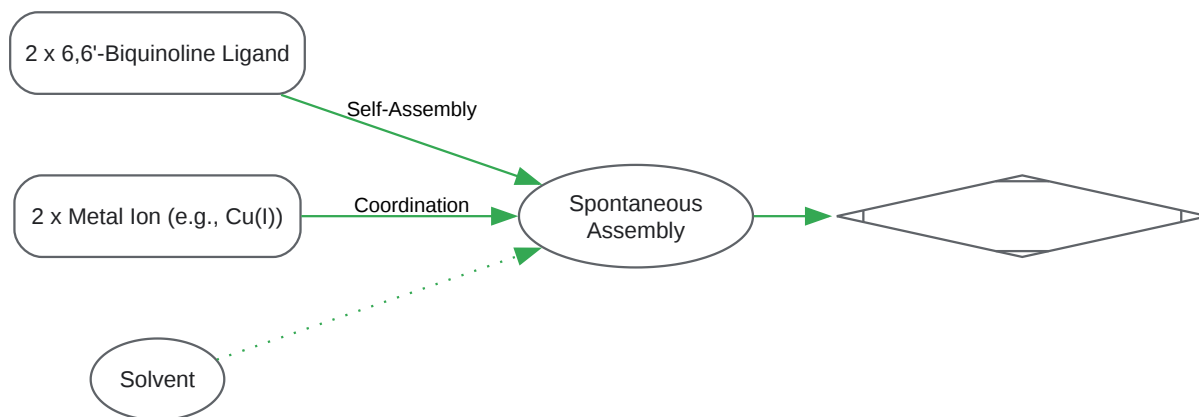 2 x 6,6'-Biquinoline Ligand
Self-Assembly
2 x Metal Ion (e.g., Cu(I))
Coordination
Spontaneous
Assembly
Solvent